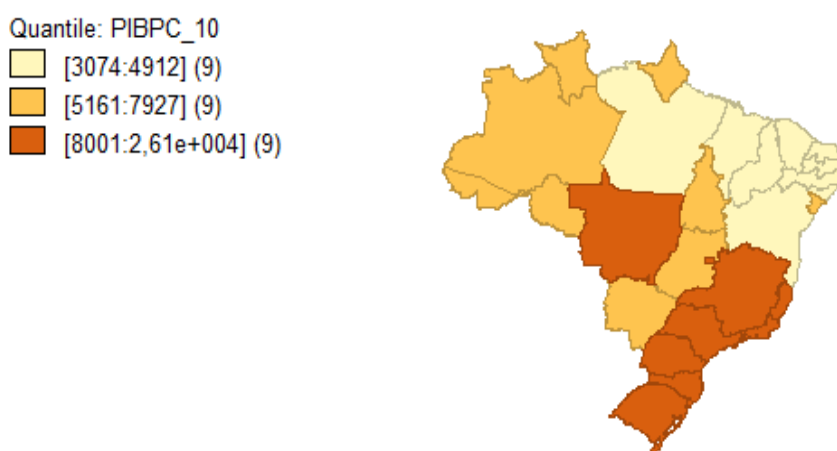 Quantile: PIBPC_10
[3074:4912] (9)
[5161:7927] (9)
[8001:2,61e+004] (9)